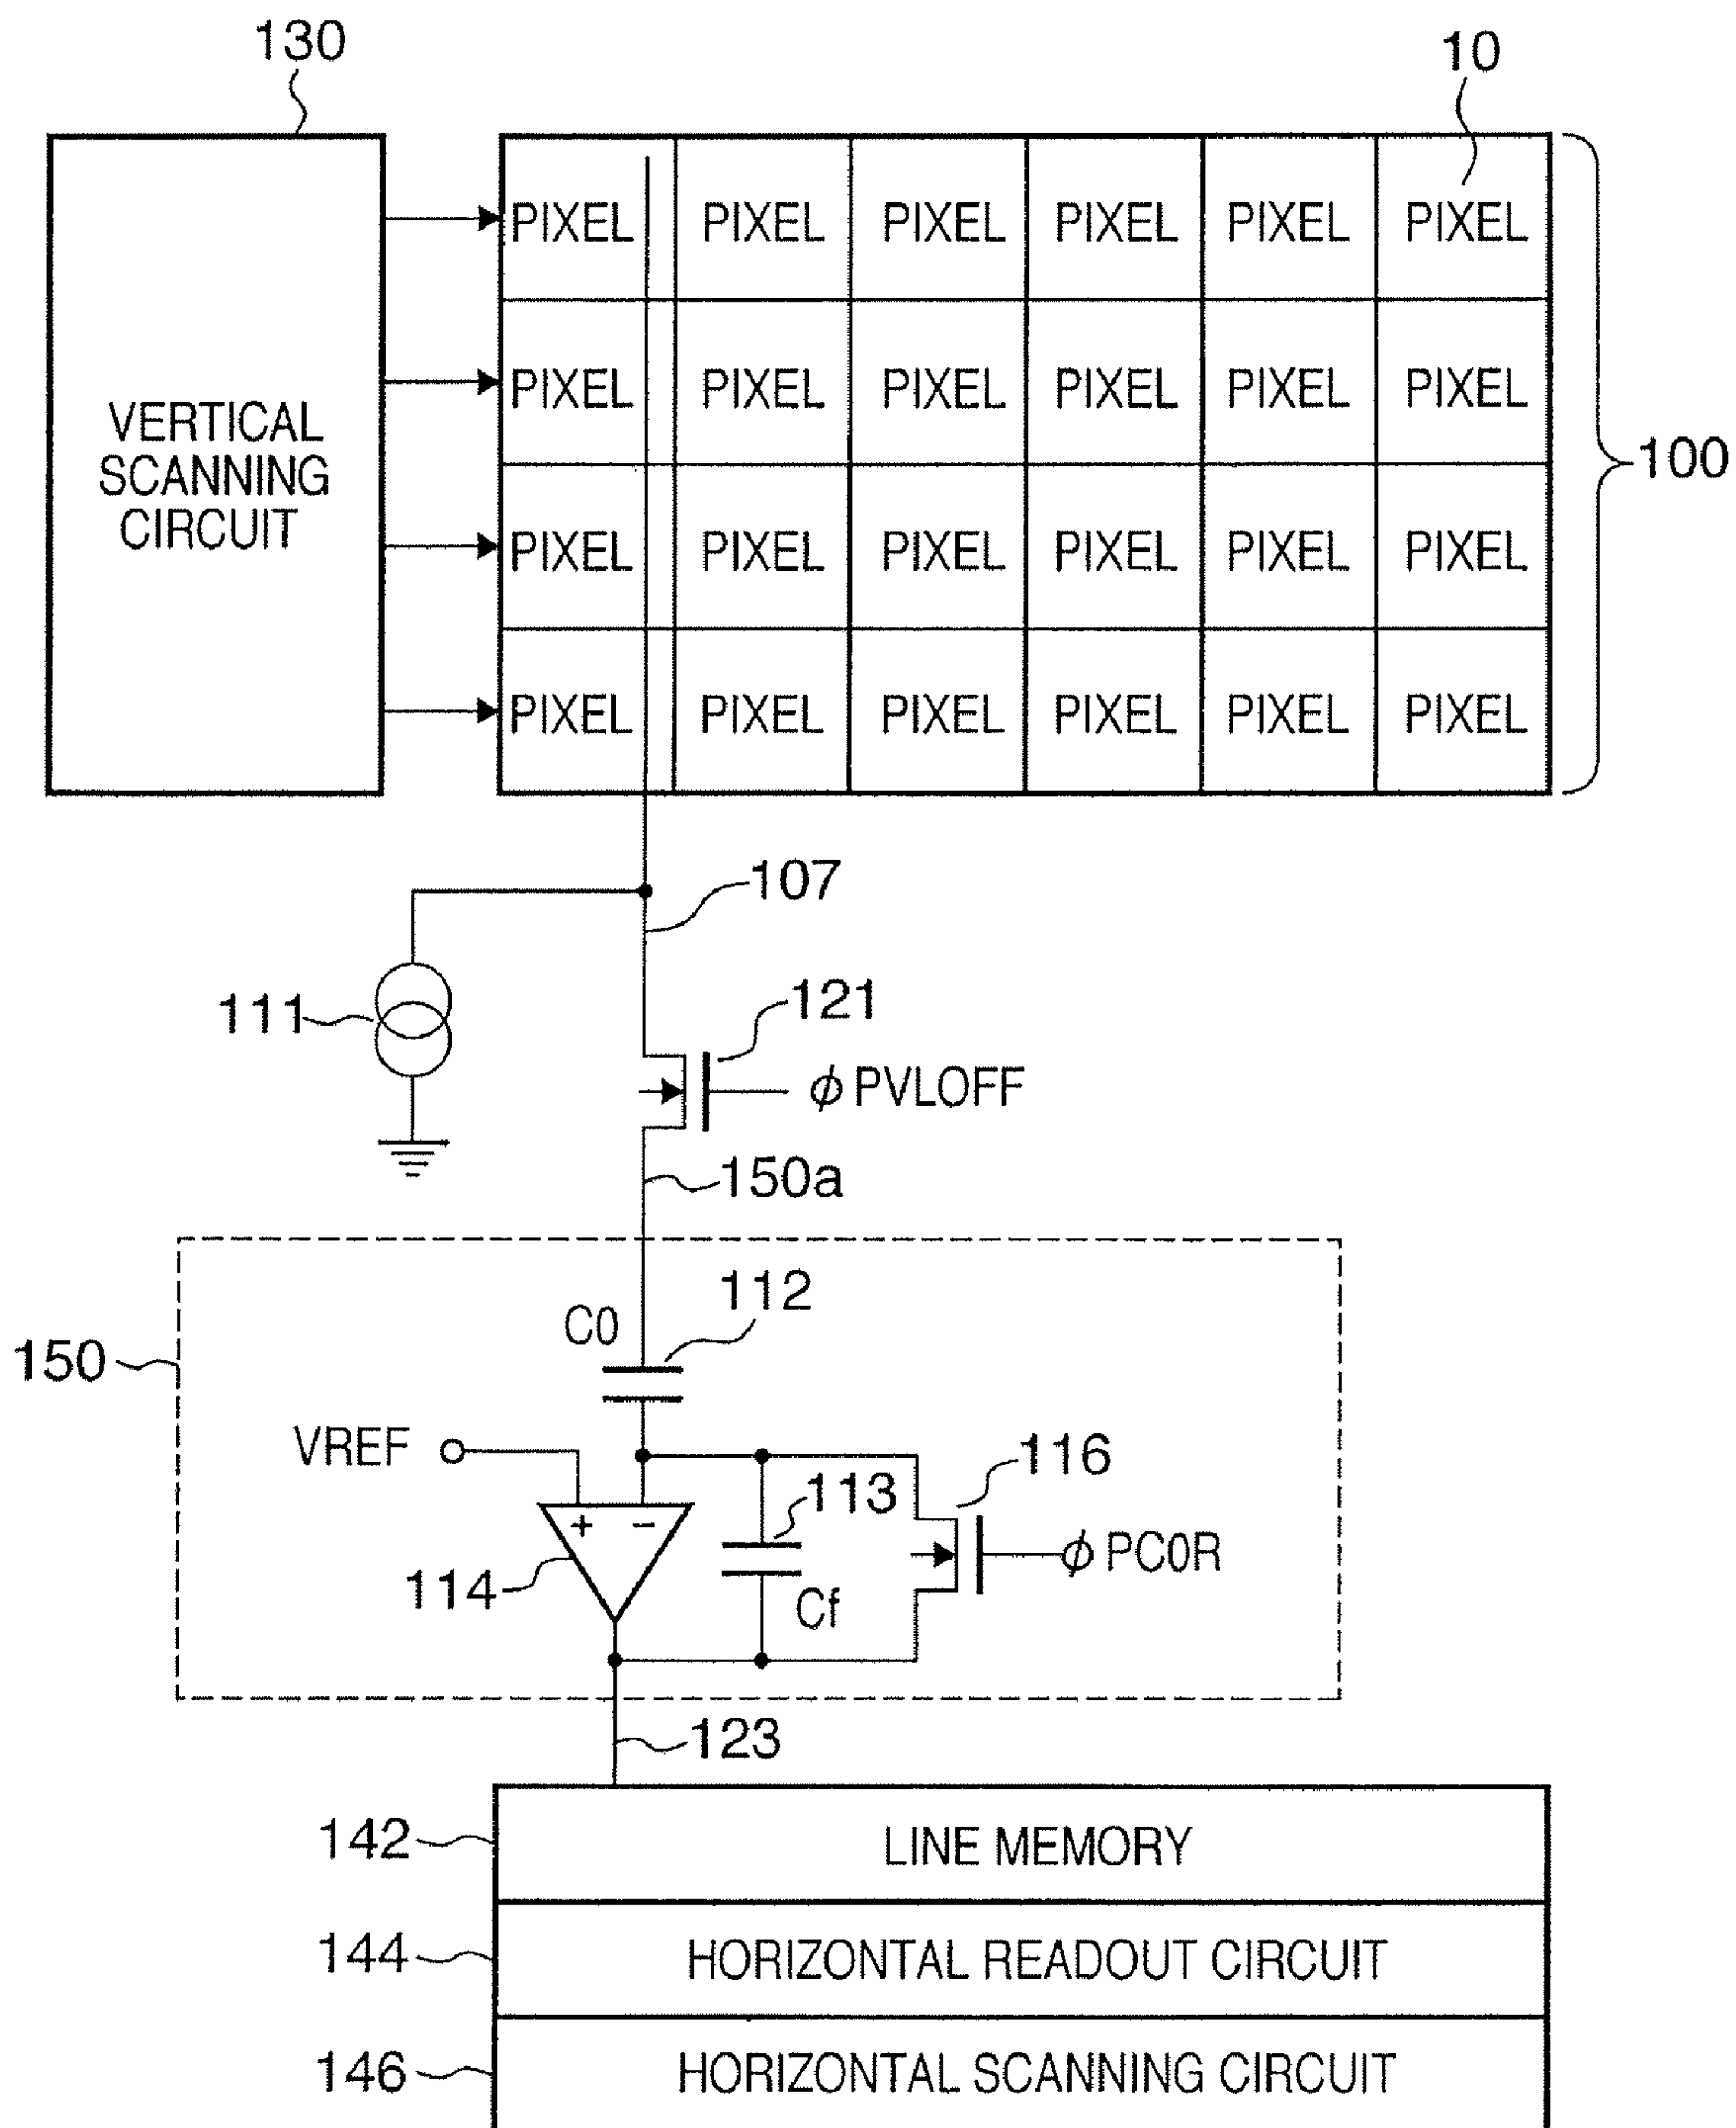 130
10
PIXEL PIXEL PIXEL PIXEL PIXEL PIXEL
PIXEL PIXEL PIXEL PIXEL PIXEL PIXEL
VERTICAL
SCANNING
CIRCUIT
100
PIXEL PIXEL PIXEL PIXEL PIXEL PIXEL
PIXEL PIXEL PIXEL PIXEL PIXEL PIXEL
107
111
121
ϕ PVLOFF
150a
150
C0
112
VREF
+ −
113
116
114
Cf
ϕ PC0R
123
142
LINE MEMORY
144
HORIZONTAL READOUT CIRCUIT
146
HORIZONTAL SCANNING CIRCUIT